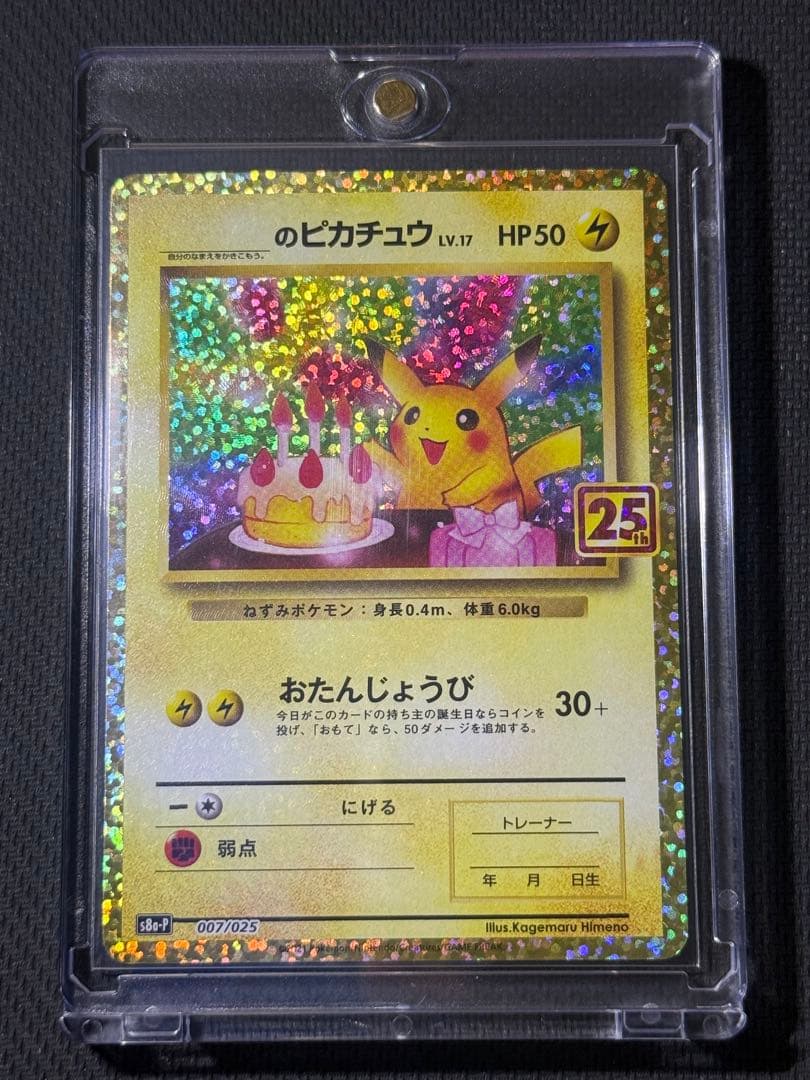 のピカチュウ LV.17 HP50
自分のなまえをかきこもう。
25th
ねずみポケモン：身長0.4m、体重6.0kg
おたんじょうび 30+
今日がこのカードの持ち主の誕生日ならコインを
投げ、「おもて」なら、50ダメージを追加する。
にげる
弱点
トレーナー
年 月 日生
s8a-P 007/025
Illus.Kagemaru Himeno